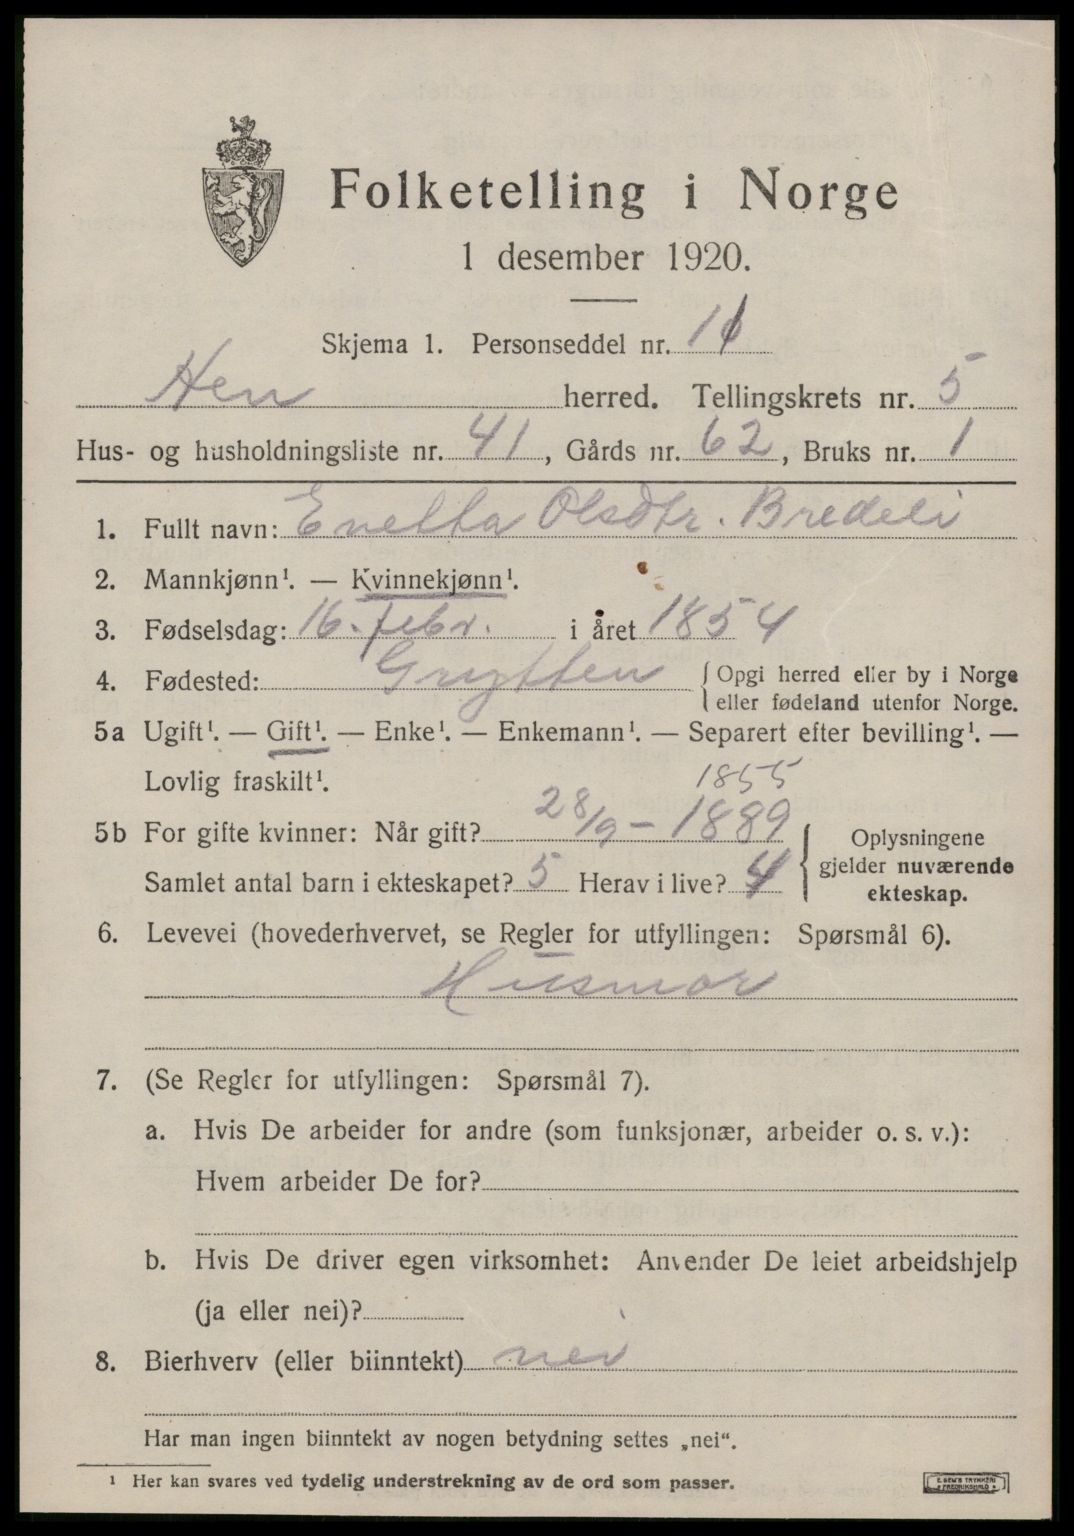 Folketelling i Norge
1 desember 1920.
Skjema 1. Personseddel nr. 11
Hen herred. Tellingskrets nr. 5
Hus- og husholdningsliste nr. 41, Gårds nr. 62, Bruks nr. 1
1. Fullt navn: Enelta Olsdtr. Bredeli
2. Mannkjønn¹. — Kvinnekjønn¹.
3. Fødselsdag: 16. febr. i året 1854
4. Fødested: Grytten { Opgi herred eller by i Norge
eller fødeland utenfor Norge.
5a Ugift¹. — Gift¹. — Enke¹. — Enkemann¹. — Separert efter bevilling¹. —
Lovlig fraskilt¹. 1855
5b For gifte kvinner: Når gift? 28/9 – 1889
Samlet antal barn i ekteskapet? 5 Herav i live? 4
} Oplysningene
gjelder nuværende
ekteskap.
6. Levevei (hovederhvervet, se Regler for utfyllingen: Spørsmål 6).
Husmor
7. (Se Regler for utfyllingen: Spørsmål 7).
a. Hvis De arbeider for andre (som funksjonær, arbeider o. s. v.):
Hvem arbeider De for?
b. Hvis De driver egen virksomhet: Anvender De leiet arbeidshjelp
(ja eller nei)?
8. Bierhverv (eller biinntekt) nei
Har man ingen biinntekt av nogen betydning settes „nei“.
¹ Her kan svares ved tydelig understrekning av de ord som passer.
E. SEM'S TRYKKERI
FREDRIKSHALD